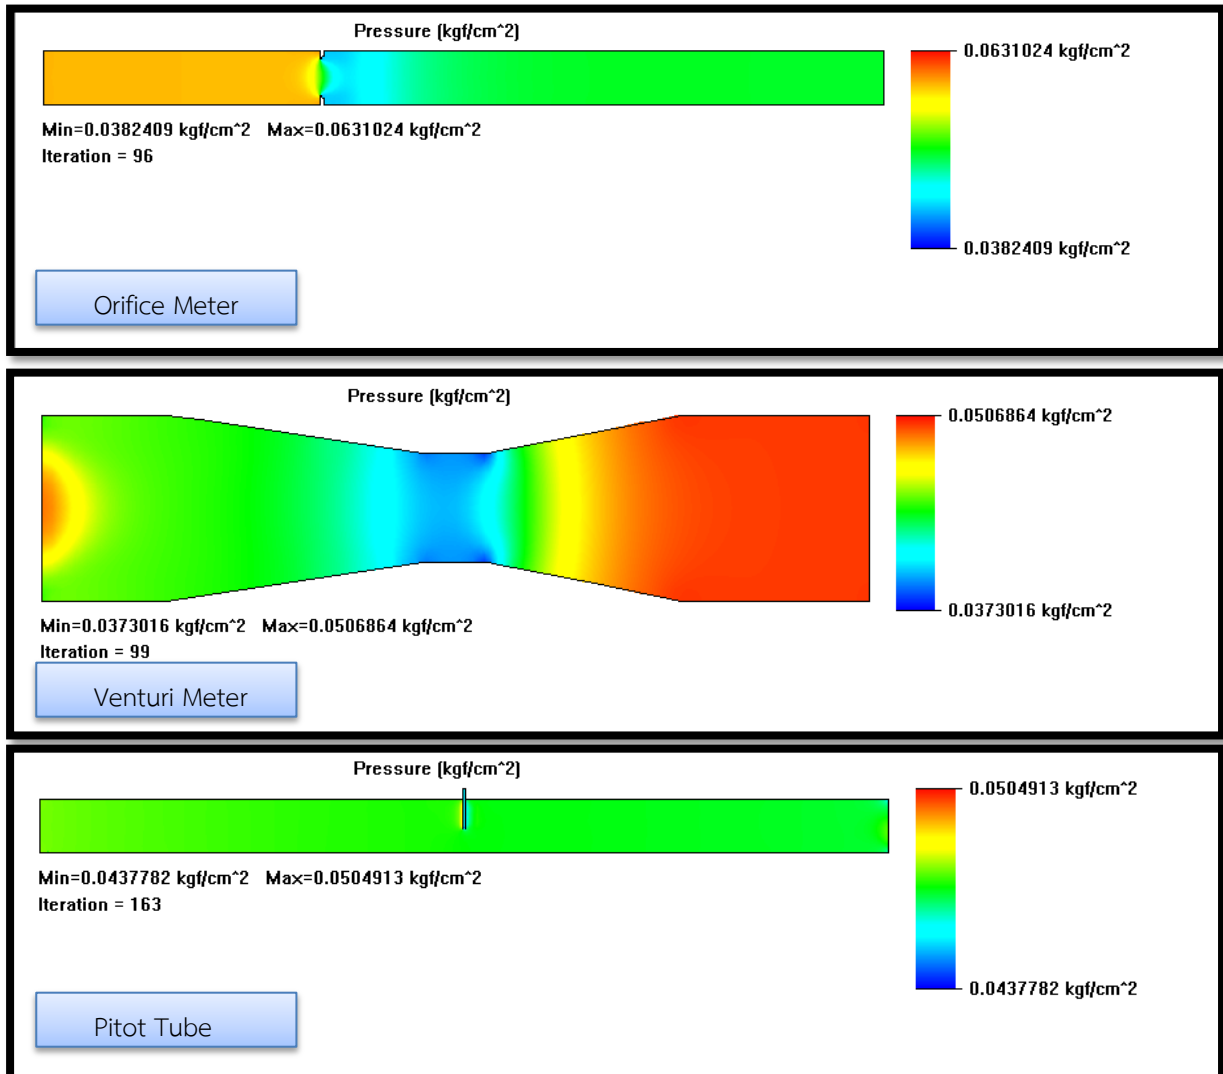 Pressure (kgf/cm^2)
0.0631024 kgf/cm^2
Min=0.0382409 kgf/cm^2 Max=0.0631024 kgf/cm^2
Iteration = 96
0.0382409 kgf/cm^2
Orifice Meter
Pressure (kgf/cm^2)
0.0506864 kgf/cm^2
0.0373016 kgf/cm^2
Min=0.0373016 kgf/cm^2 Max=0.0506864 kgf/cm^2
Iteration = 99
Venturi Meter
Pressure (kgf/cm^2)
0.0504913 kgf/cm^2
Min=0.0437782 kgf/cm^2 Max=0.0504913 kgf/cm^2
Iteration = 163
0.0437782 kgf/cm^2
Pitot Tube